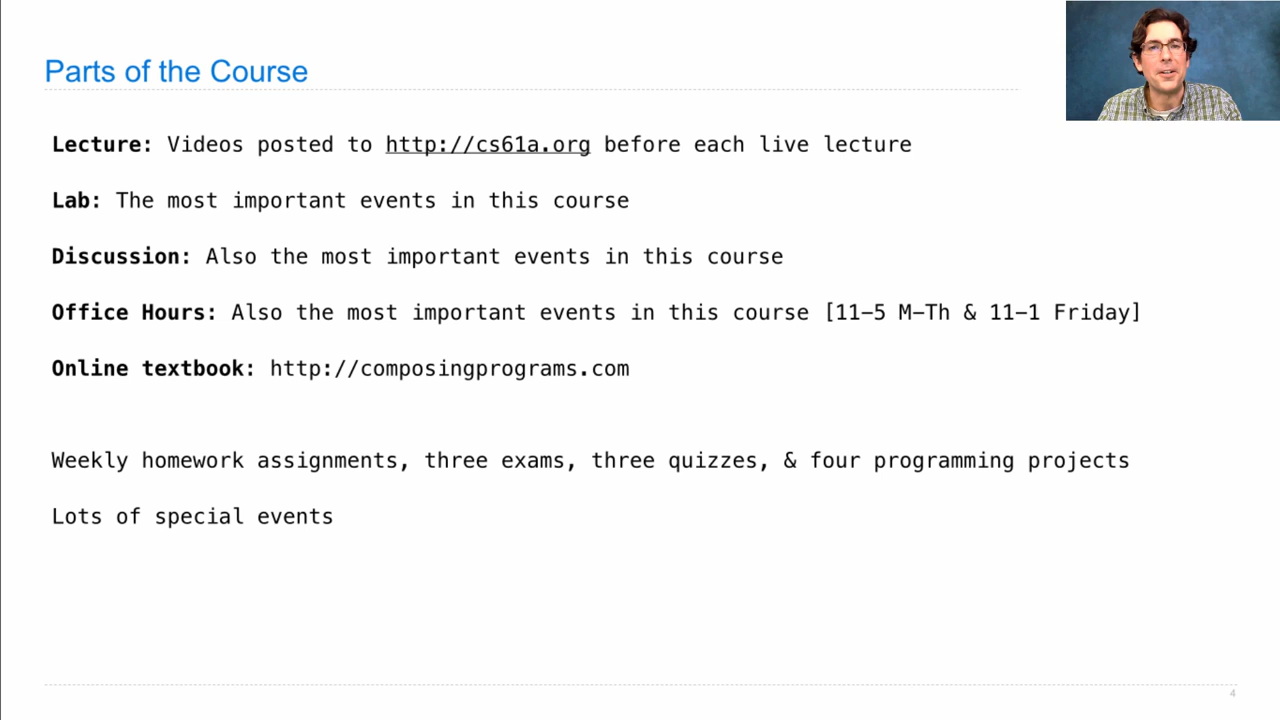 Parts of the Course
Lecture: Videos posted to http://cs61a.org before each live lecture
Lab: The most important events in this course
Discussion: Also the most important events in this course
Office Hours: Also the most important events in this course [11–5 M–Th & 11–1 Friday]
Online textbook: http://composingprograms.com
Weekly homework assignments, three exams, three quizzes, & four programming projects
Lots of special events
4